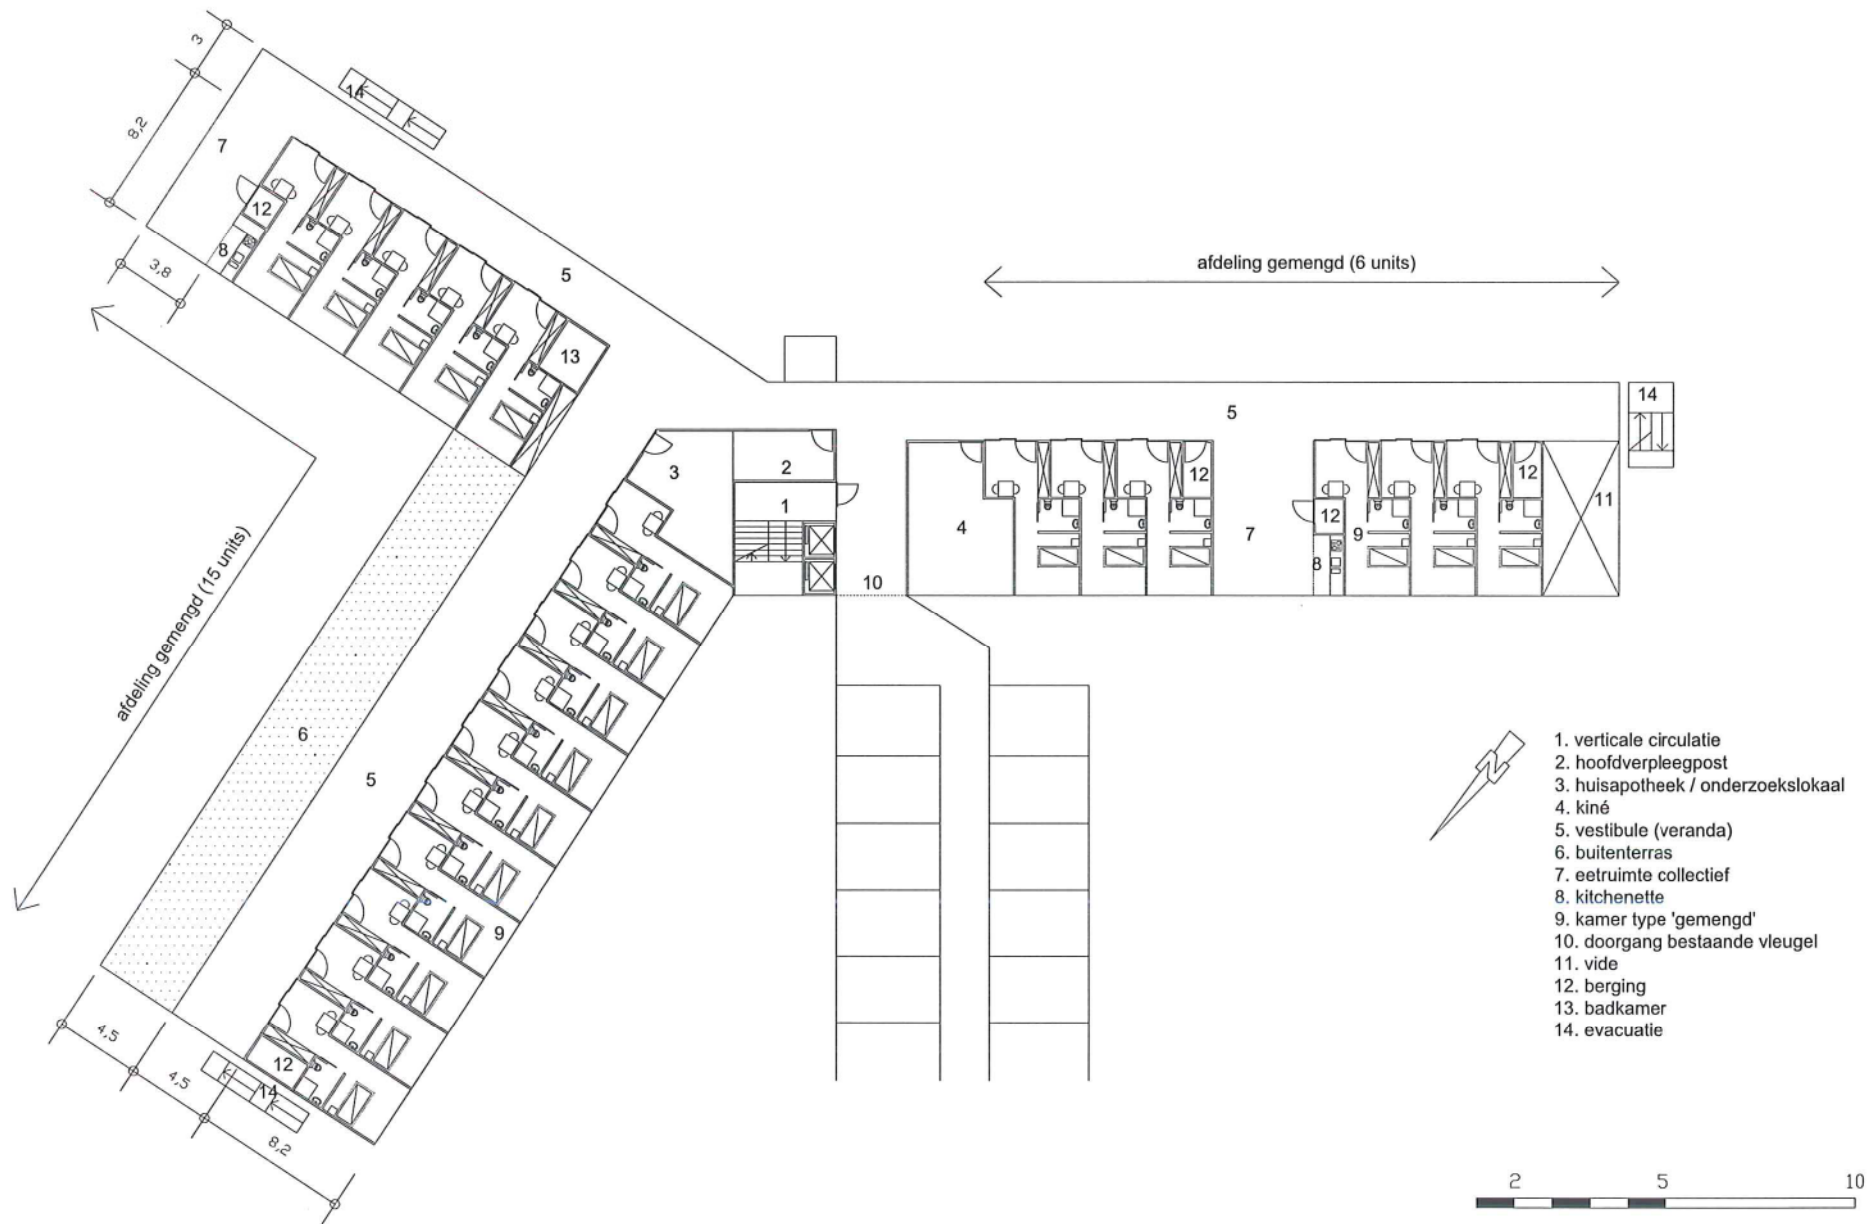 3
8,2
14
7
12
8
3,8
5
13
afdeling gemengd (6 units)
5
14
3
2
1
4
12
7
12
9
8
12
11
10
afdeling gemengd (15 units)
6
5
9
12
14
4,5
4,5
8,2
N
1. verticale circulatie
2. hoofdverpleegpost
3. huisapotheek / onderzoekslokaal
4. kiné
5. vestibule (veranda)
6. buitenterras
7. eetruimte collectief
8. kitchenette
9. kamer type 'gemengd'
10. doorgang bestaande vleugel
11. vide
12. berging
13. badkamer
14. evacuatie
2 5 10